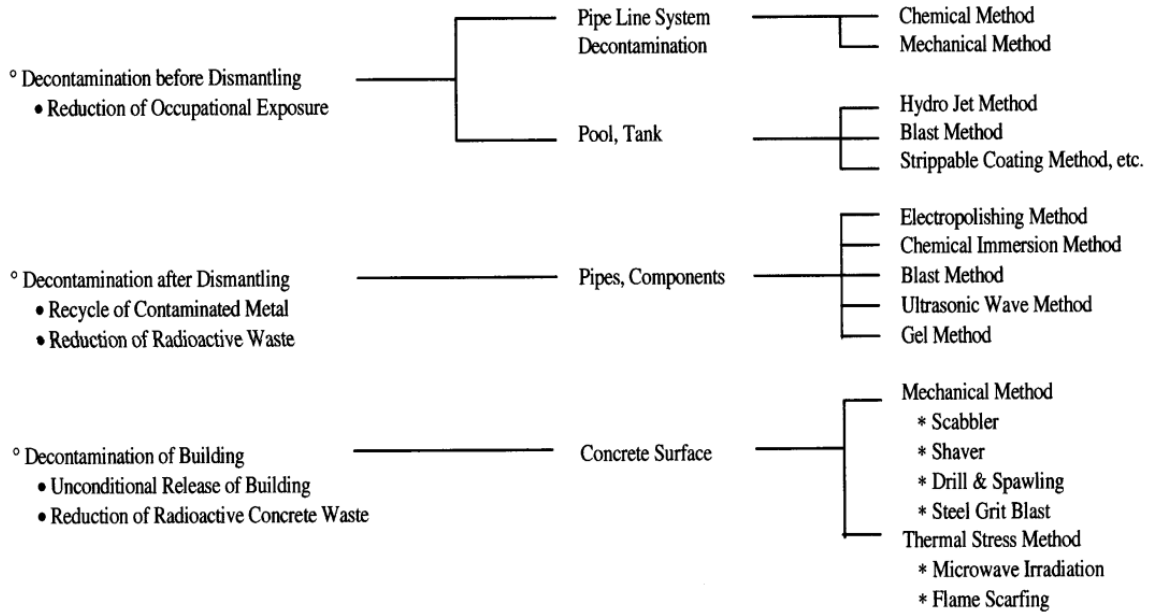 Pipe Line System
Decontamination
Chemical Method
Mechanical Method
° Decontamination before Dismantling
• Reduction of Occupational Exposure
Pool, Tank
Hydro Jet Method
Blast Method
Strippable Coating Method, etc.
° Decontamination after Dismantling
• Recycle of Contaminated Metal
• Reduction of Radioactive Waste
Pipes, Components
Electropolishing Method
Chemical Immersion Method
Blast Method
Ultrasonic Wave Method
Gel Method
° Decontamination of Building
• Unconditional Release of Building
• Reduction of Radioactive Concrete Waste
Concrete Surface
Mechanical Method
* Scabbler
* Shaver
* Drill & Spawling
* Steel Grit Blast
Thermal Stress Method
* Microwave Irradiation
* Flame Scarfing